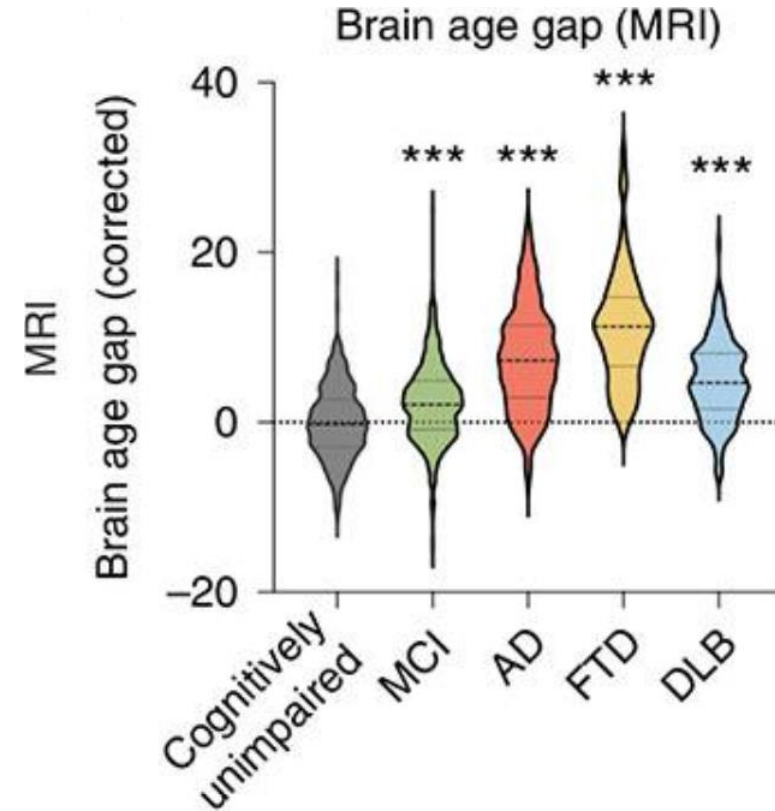 Brain age gap (MRI)
MRI
Brain age gap (corrected)
40
20
0
−20
***
***
***
***
Cognitively
unimpaired
MCI
AD
FTD
DLB